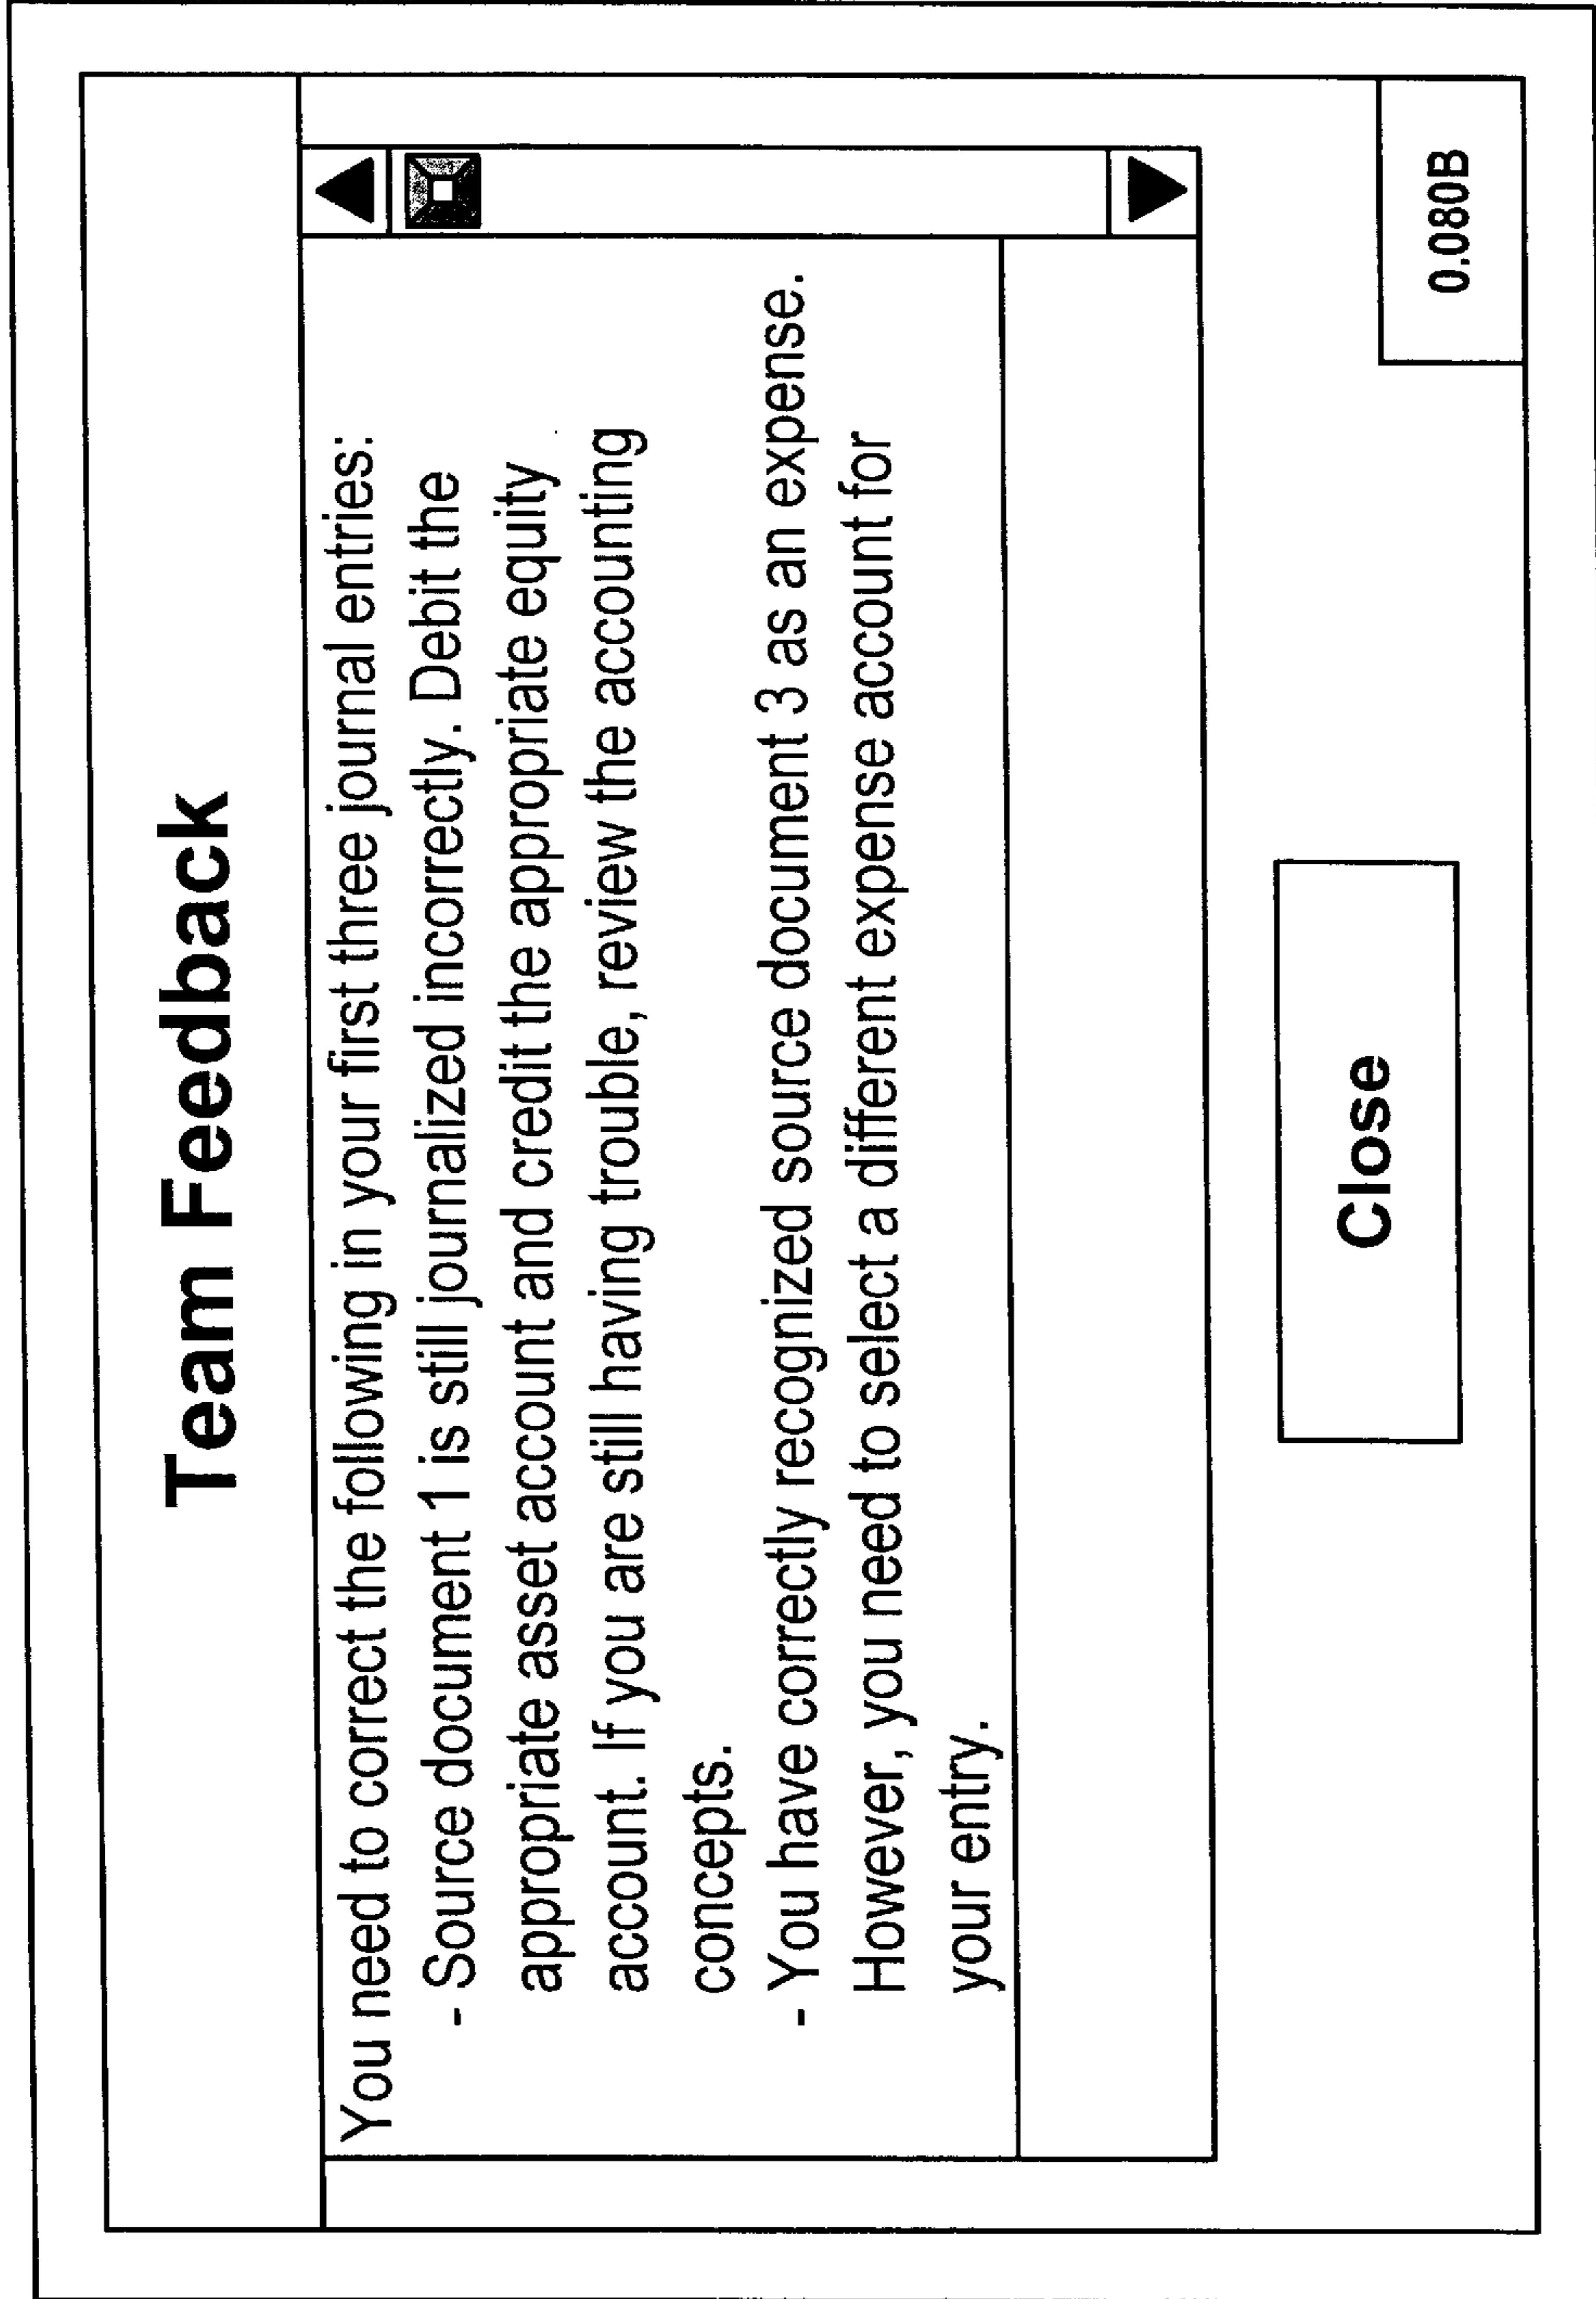 Team Feedback
You need to correct the following in your first three journal entries:
- Source document 1 is still journalized incorrectly. Debit the
appropriate asset account and credit the appropriate equity
account. If you are still having trouble, review the accounting
concepts.
- You have correctly recognized source document 3 as an expense.
However, you need to select a different expense account for
your entry.
Close
0.080B